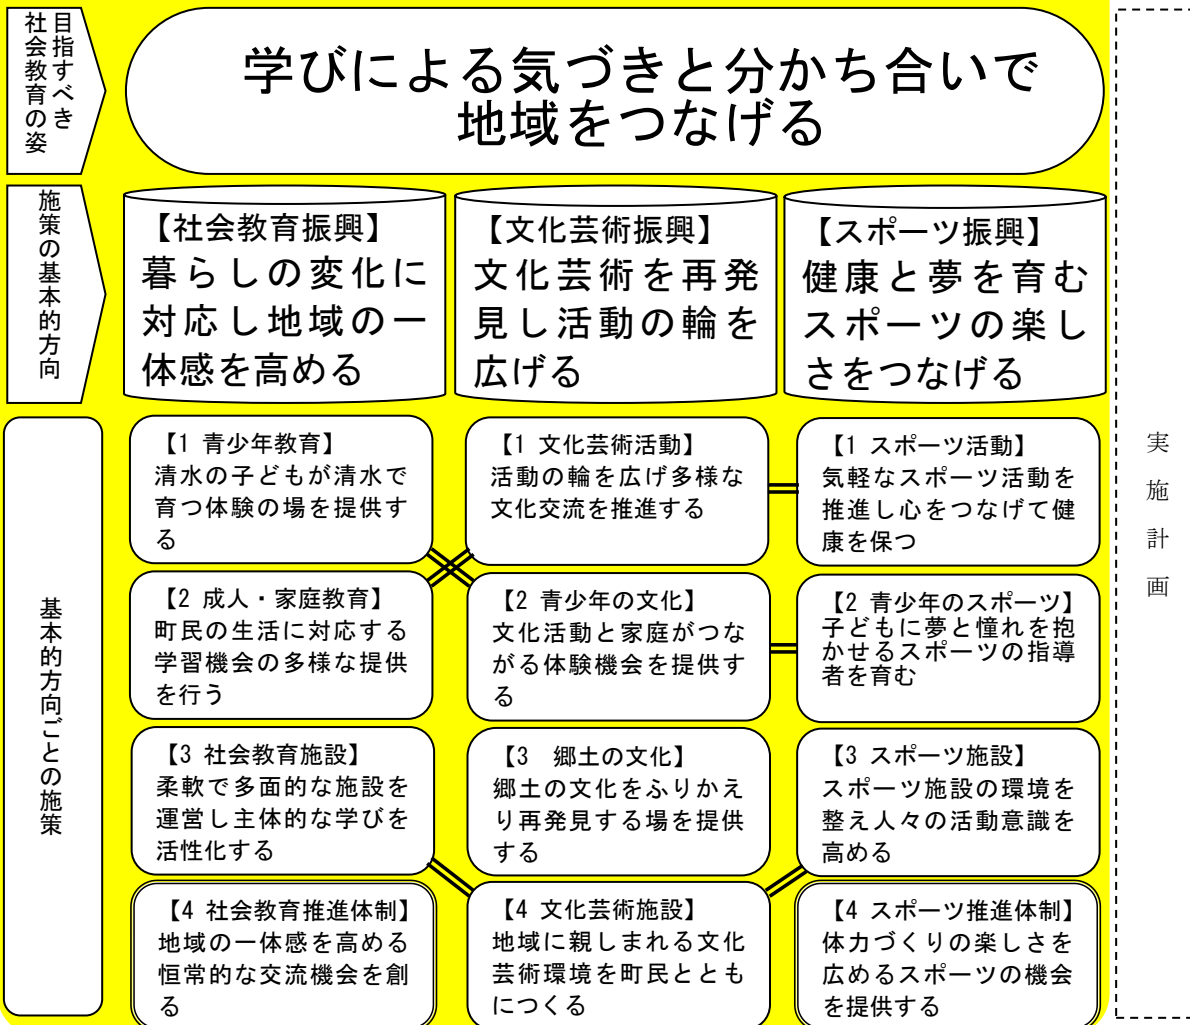 目指すべき
社会教育の姿
学びによる気づきと分かち合いで
地域をつなげる
施策の基本的方向
【社会教育振興】
暮らしの変化に
対応し地域の一
体感を高める
【文化芸術振興】
文化芸術を再発
見し活動の輪を
広げる
【スポーツ振興】
健康と夢を育む
スポーツの楽し
さをつなげる
基本的方向ごとの施策
【1 青少年教育】
清水の子どもが清水で
育つ体験の場を提供す
る
【1 文化芸術活動】
活動の輪を広げ多様な
文化交流を推進する
【1 スポーツ活動】
気軽なスポーツ活動を
推進し心をつなげて健
康を保つ
【2 成人・家庭教育】
町民の生活に対応する
学習機会の多様な提供
を行う
【2 青少年の文化】
文化活動と家庭がつな
がる体験機会を提供す
る
【2 青少年のスポーツ】
子どもに夢と憧れを抱
かせるスポーツの指導
者を育む
【3 社会教育施設】
柔軟で多面的な施設を
運営し主体的な学びを
活性化する
【3　郷土の文化】
郷土の文化をふりかえ
り再発見する場を提供
する
【3 スポーツ施設】
スポーツ施設の環境を
整え人々の活動意識を
高める
【4 社会教育推進体制】
地域の一体感を高める
恒常的な交流機会を創
る
【4 文化芸術施設】
地域に親しまれる文化
芸術環境を町民ととも
につくる
【4 スポーツ推進体制】
体力づくりの楽しさを
広めるスポーツの機会
を提供する
実施計画